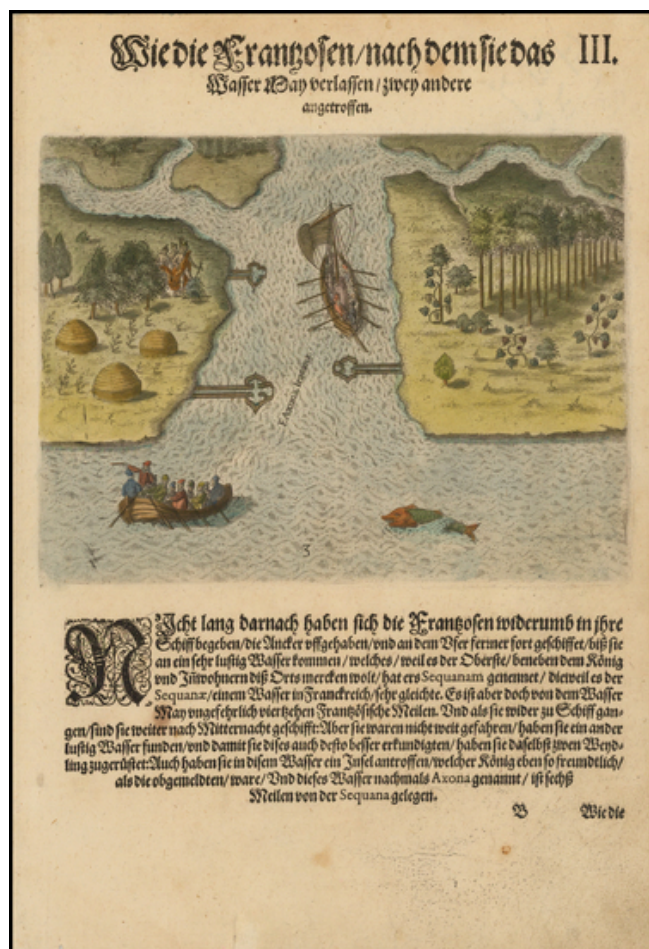 Wie die Frantzosen/nach dem sie das III.
Wasser May verlassen/zwey andere
angetroffen.
F. Axona
3
NIcht lang darnach haben sich die Frantzosen widerumb in jhre
Schiff begeben/die Ancker vffgehaben/vnd an dem Vfer ferrner fort geschiffet/biß sie
an ein sehr lustig Wasser kommen/welches/weil es der Oberste/beneben dem König
vnd Jnwohnern diß Orts mercken wolt/hat ers Sequanam genennet/dieweil es der
Sequanæ/einem Wasser in Franckreich/sehr gleichte. Es ist aber doch von dem Wasser
May vngefehrlich viertzehen Frantzösische Meilen. Vnd als sie wider zu Schiff gan-
gen/sind sie weiter nach Mitternacht geschifft: Aber sie waren nicht weit gefahren/haben sie ein ander
lustig Wasser funden/vnd damit sie dises auch desto besser erkundigten/haben sie daselbst zwen Weyd-
ling zugerüstet: Auch haben sie in disem Wasser ein Jnsel antroffen/welcher König eben so freundtlich/
als die obgemeldten/ware/Vnd dieses Wasser nachmals Axona genannt/ist sechß
Meilen von der Sequana gelegen.
B Wie die